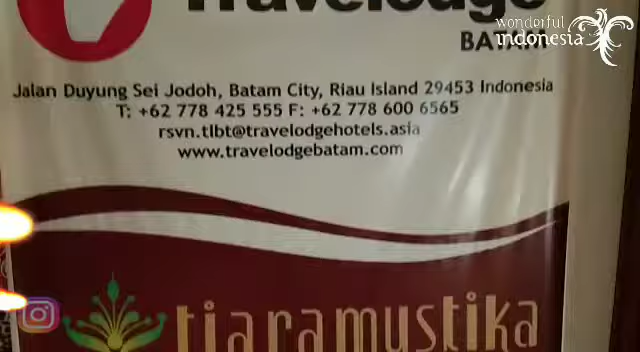 Travelodge
BATAM
wonderful
indonesia
Jalan Duyung Sei Jodoh, Batam City, Riau Island 29453 Indonesia
T: +62 778 425 555 F: +62 778 600 6565
rsvn.tlbt@travelodgehotels.asia
www.travelodgebatam.com
tiaramustika